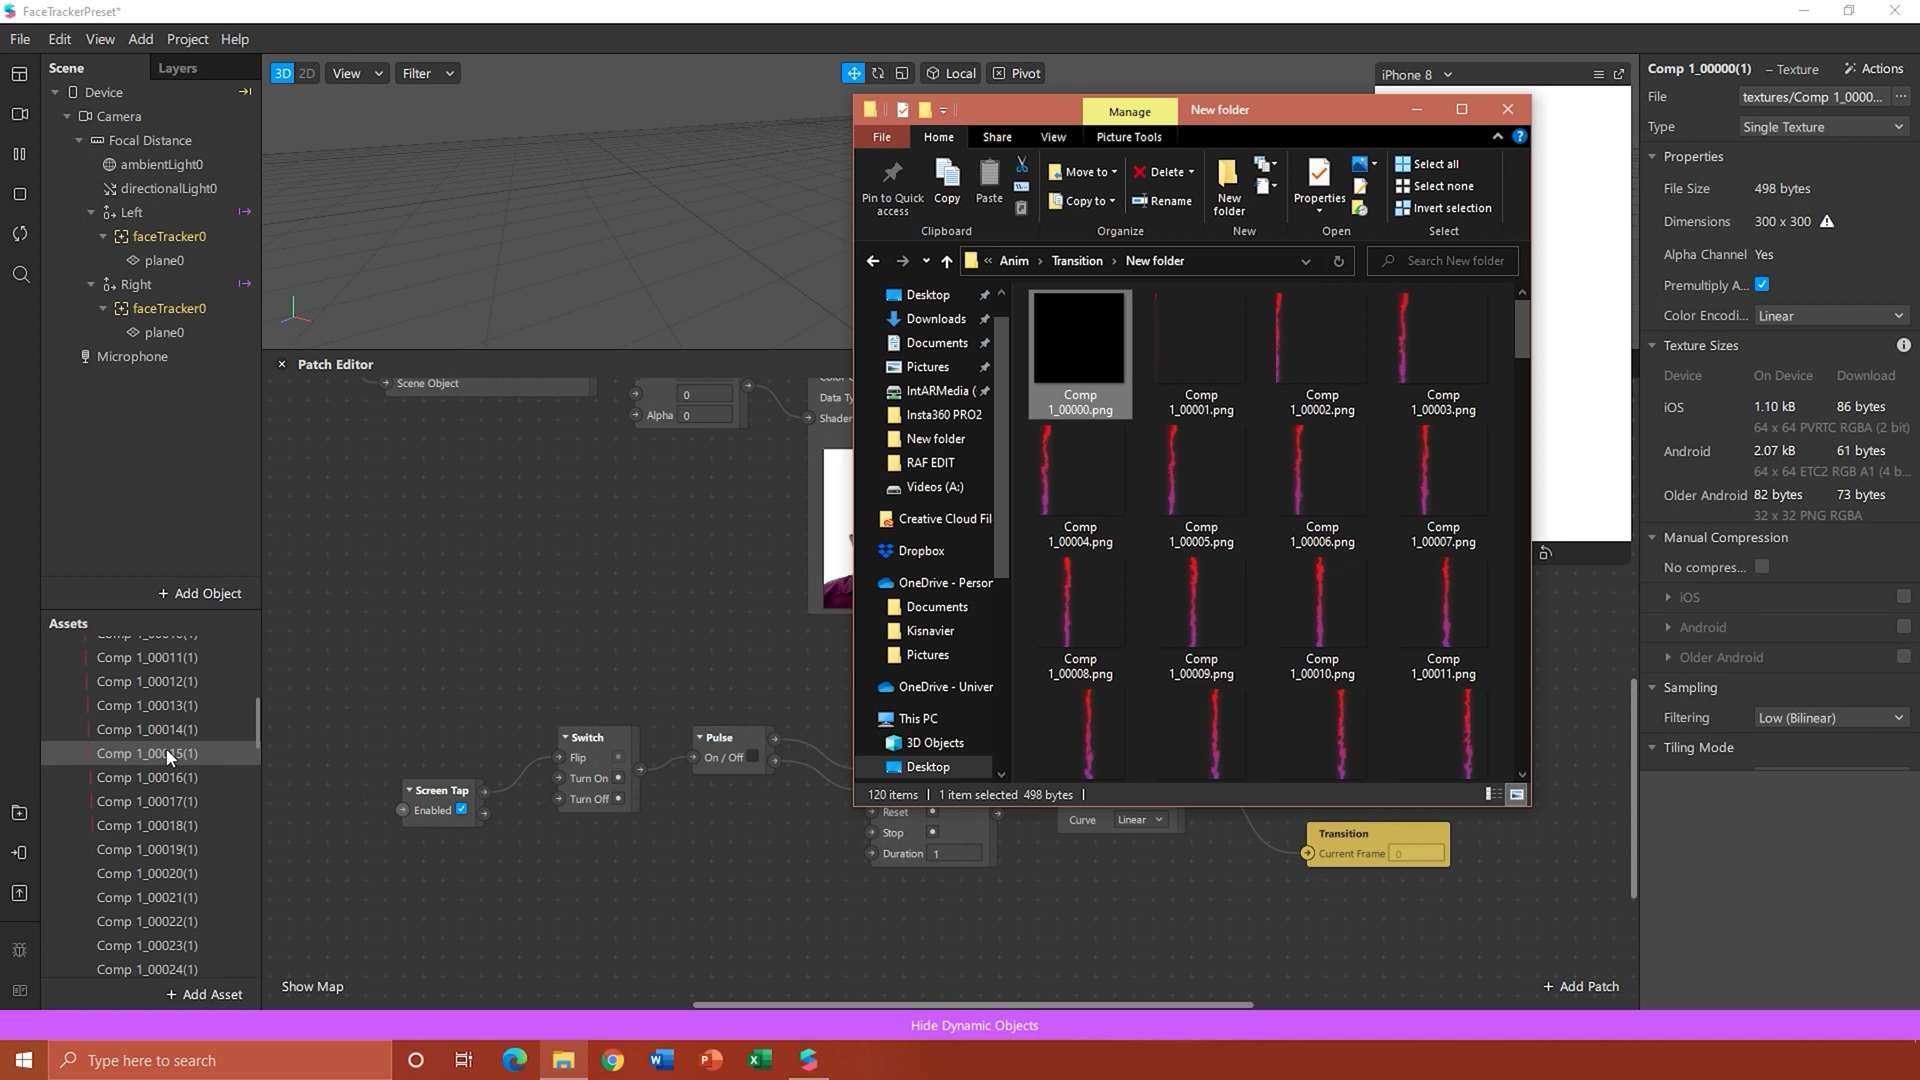 FaceTrackerPreset*
File Edit View Add Project Help
Scene Layers
Device
Camera
Focal Distance
ambientLight0
directionalLight0
Left
faceTracker0
plane0
Right
faceTracker0
plane0
Microphone
+ Add Object
Assets
Comp 1_00011(1)
Comp 1_00012(1)
Comp 1_00013(1)
Comp 1_00014(1)
Comp 1_00015(1)
Comp 1_00016(1)
Comp 1_00017(1)
Comp 1_00018(1)
Comp 1_00019(1)
Comp 1_00020(1)
Comp 1_00021(1)
Comp 1_00022(1)
Comp 1_00023(1)
Comp 1_00024(1)
+ Add Asset
3D 2D View Filter Local Pivot
iPhone 8
Patch Editor
Scene Object
0
Alpha 0
Data Ty
Shader
Screen Tap
Enabled
Switch
Flip
Turn On
Turn Off
Pulse
On / Off
Reset
Stop
Duration 1
Curve Linear
Transition
Current Frame 0
Show Map
+ Add Patch
Manage New folder
File Home Share View Picture Tools
Pin to Quick
access
Copy
Paste
Clipboard
Move to
Copy to
Delete
Rename
Organize
New
folder
New
Properties
Open
Select all
Select none
Invert selection
Select
« Anim › Transition › New folder
Search New folder
Desktop
Downloads
Documents
Pictures
IntARMedia (
Insta360 PRO2
New folder
RAF EDIT
Videos (A:)
Creative Cloud Fil
Dropbox
OneDrive - Person
Documents
Kisnavier
Pictures
OneDrive - Univer
This PC
3D Objects
Desktop
Comp
1_00000.png
Comp
1_00001.png
Comp
1_00002.png
Comp
1_00003.png
Comp
1_00004.png
Comp
1_00005.png
Comp
1_00006.png
Comp
1_00007.png
Comp
1_00008.png
Comp
1_00009.png
Comp
1_00010.png
Comp
1_00011.png
120 items | 1 item selected 498 bytes |
Comp 1_00000(1) – Texture Actions
File textures/Comp 1_0000... ...
Type Single Texture
Properties
File Size 498 bytes
Dimensions 300 x 300
Alpha Channel Yes
Premultiply A...
Color Encodi... Linear
Texture Sizes
Device On Device Download
iOS 1.10 kB 86 bytes
64 x 64 PVRTC RGBA (2 bit)
Android 2.07 kB 61 bytes
64 x 64 ETC2 RGB A1 (4 b...
Older Android 82 bytes 73 bytes
32 x 32 PNG RGBA
Manual Compression
No compres...
iOS
Android
Older Android
Sampling
Filtering Low (Bilinear)
Tiling Mode
Hide Dynamic Objects
Type here to search